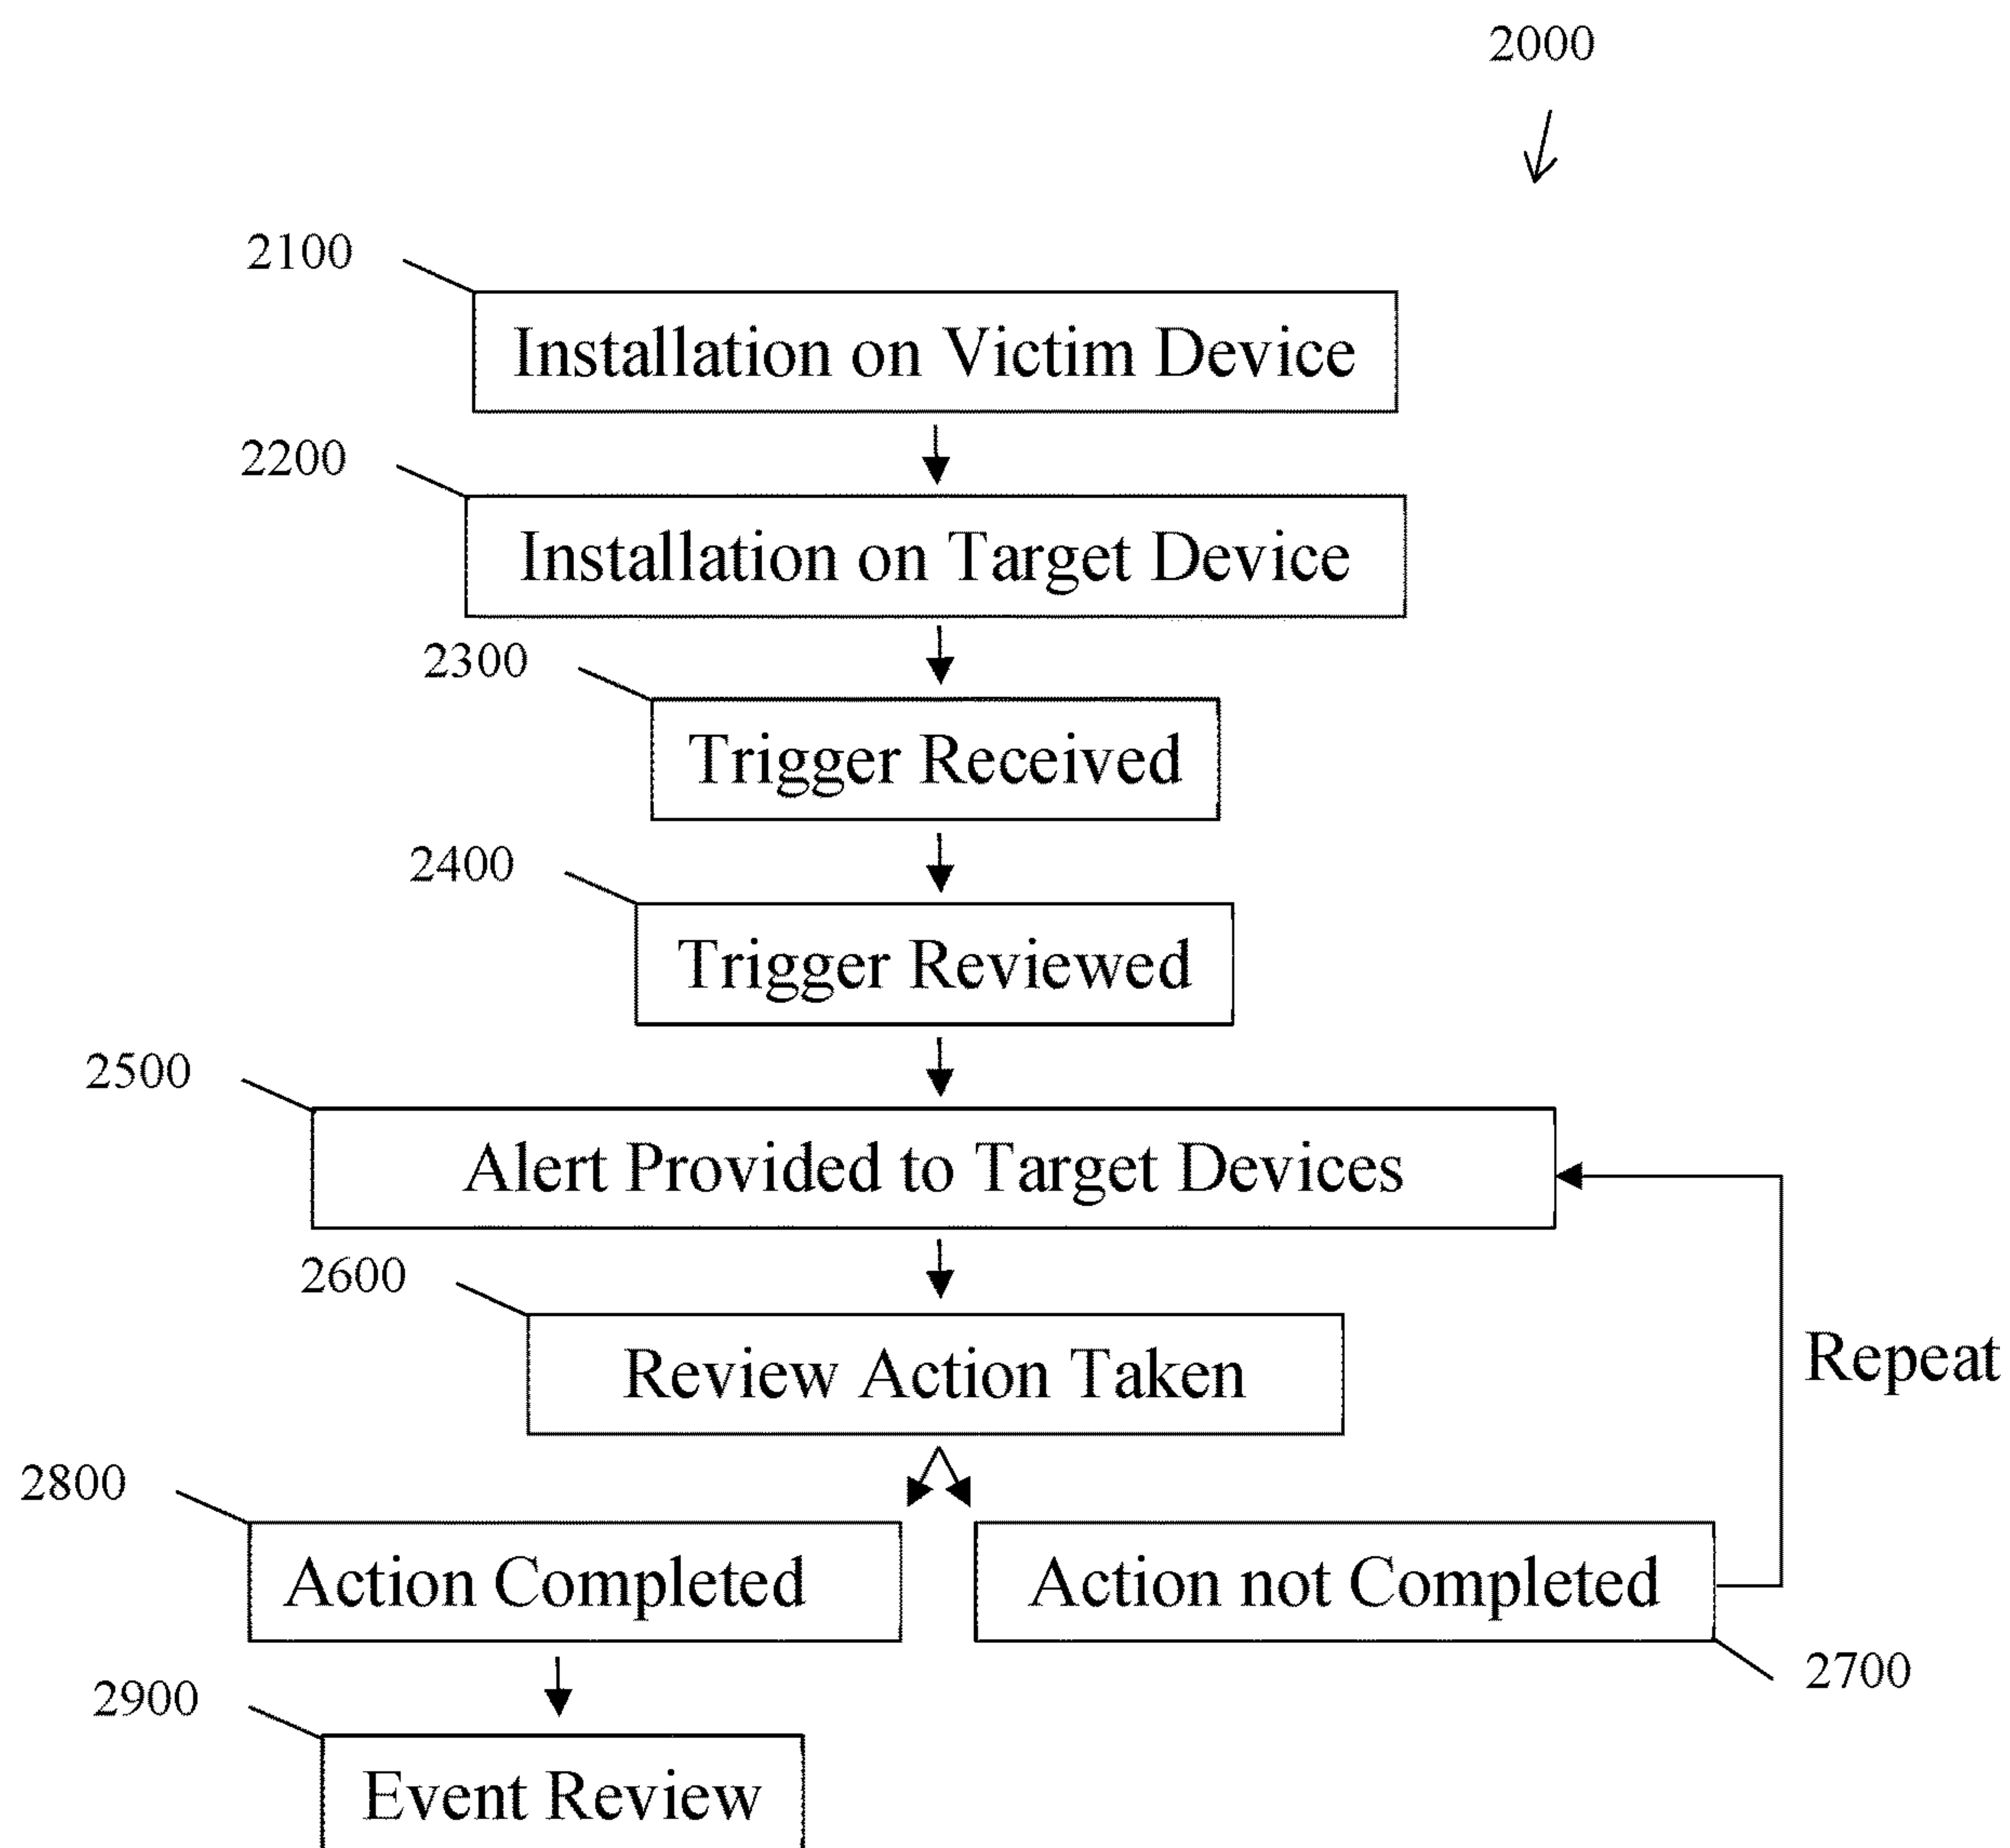 2000
2100
Installation on Victim Device
2200
Installation on Target Device
2300
Trigger Received
2400
Trigger Reviewed
2500
Alert Provided to Target Devices
2600
Review Action Taken
Repeat
2800
Action Completed
Action not Completed
2700
2900
Event Review